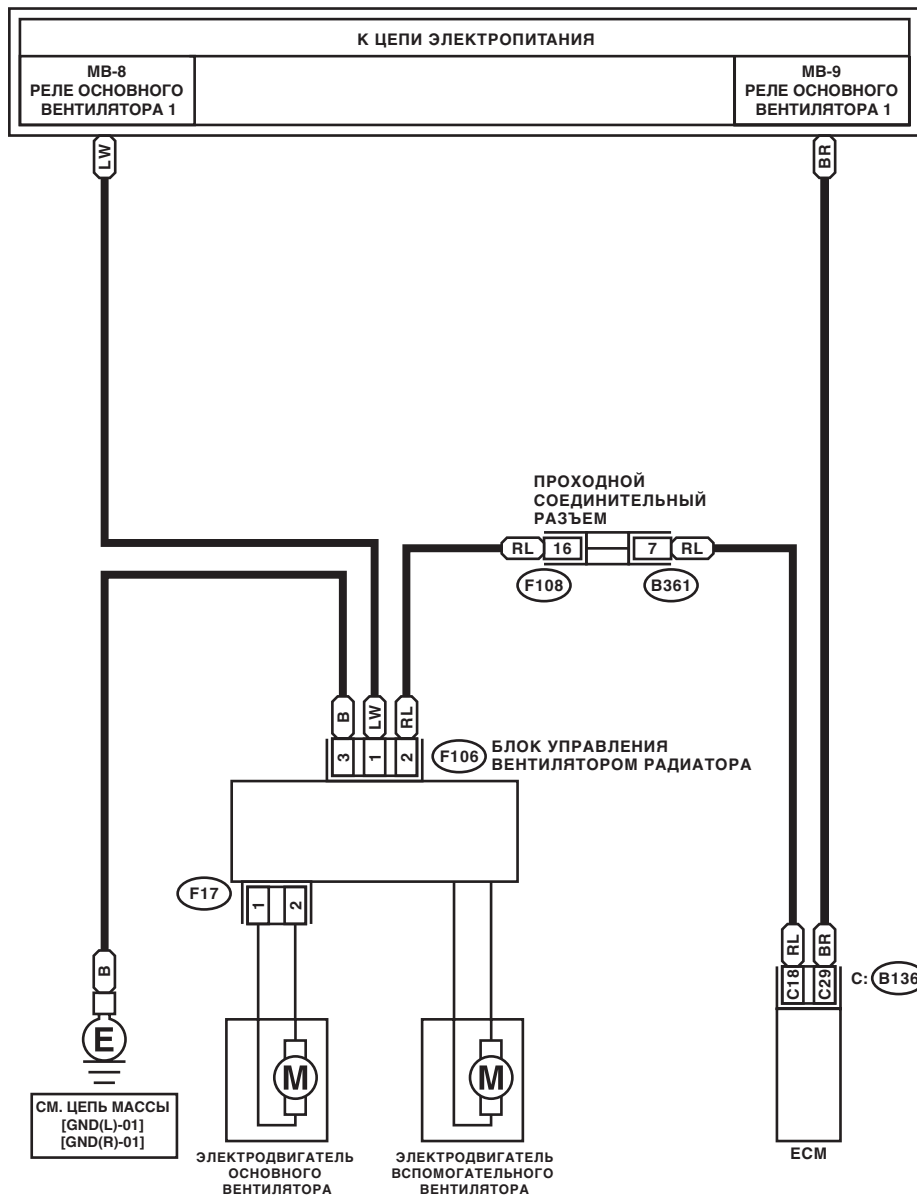 К ЦЕПИ ЭЛЕКТРОПИТАНИЯ
МВ-8
РЕЛЕ ОСНОВНОГО
ВЕНТИЛЯТОРА 1
МВ-9
РЕЛЕ ОСНОВНОГО
ВЕНТИЛЯТОРА 1
LW
BR
ПРОХОДНОЙ
СОЕДИНИТЕЛЬНЫЙ
РАЗЪЕМ
RL 16 7 RL
F108 B361
B LW RL
3 1 2
F106
БЛОК УПРАВЛЕНИЯ
ВЕНТИЛЯТОРОМ РАДИАТОРА
F17
1 2
B
RL BR
C18 C29
C: B136
E
M
M
СМ. ЦЕПЬ МАССЫ
[GND(L)-01]
[GND(R)-01]
ЭЛЕКТРОДВИГАТЕЛЬ
ОСНОВНОГО
ВЕНТИЛЯТОРА
ЭЛЕКТРОДВИГАТЕЛЬ
ВСПОМОГАТЕЛЬНОГО
ВЕНТИЛЯТОРА
ECM